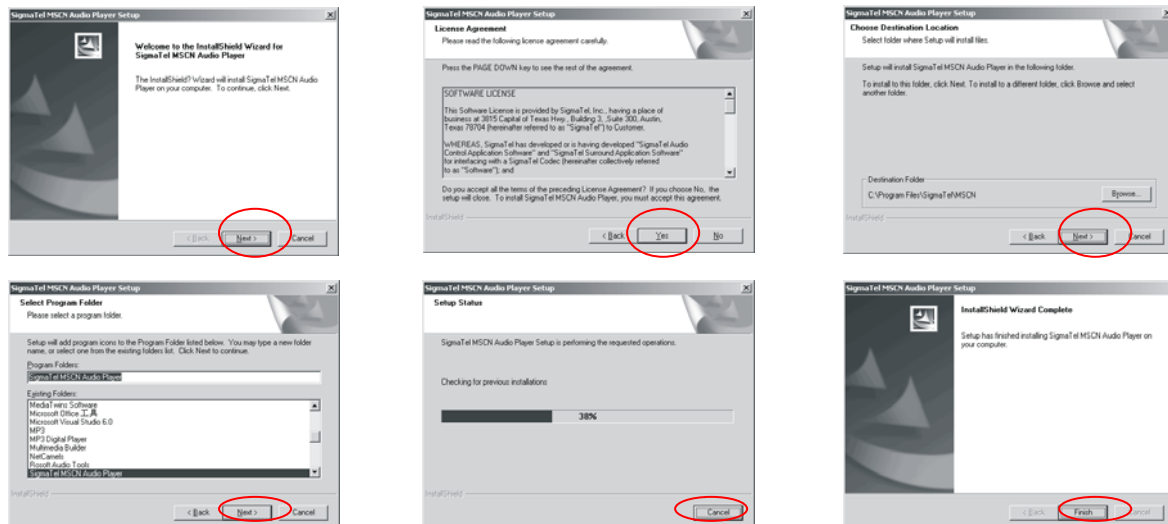 SigmaTel MSCN Audio Player Setup
Welcome to the InstallShield Wizard for
SigmaTel MSCN Audio Player
The InstallShield? Wizard will install SigmaTel MSCN Audio
Player on your computer. To continue, click Next.
< Back
Next >
Cancel
SigmaTel MSCN Audio Player Setup
License Agreement
Please read the following license agreement carefully.
Press the PAGE DOWN key to see the rest of the agreement.
SOFTWARE LICENSE
This Software License is provided by SigmaTel, Inc., having a place of
business at 3815 Capital of Texas Hwy., Building 3, ,Suite 300, Austin,
Texas 78704 (hereinafter referred to as "SigmaTel") to Customer.
WHEREAS, SigmaTel has developed or is having developed "SigmaTel Audio
Control Application Software" and "SigmaTel Surround Application Software"
for interfacing with a SigmaTel Codec (hereinafter collectively referred
to as "Software"); and
Do you accept all the terms of the preceding License Agreement? If you choose No, the
setup will close. To install SigmaTel MSCN Audio Player, you must accept this agreement.
InstallShield
< Back
Yes
No
SigmaTel MSCN Audio Player Setup
Choose Destination Location
Select folder where Setup will install files.
Setup will install SigmaTel MSCN Audio Player in the following folder.
To install to this folder, click Next. To install to a different folder, click Browse and select
another folder.
Destination Folder
C:\Program Files\SigmaTel\MSCN
Browse...
InstallShield
< Back
Next >
Cancel
SigmaTel MSCN Audio Player Setup
Select Program Folder
Please select a program folder.
Setup will add program icons to the Program Folder listed below. You may type a new folder
name, or select one from the existing folders list. Click Next to continue.
Program Folders:
SigmaTel MSCN Audio Player
Existing Folders:
MediaTwins Software
Microsoft Office 工具
Microsoft Visual Studio 6.0
MP3
MP3 Digital Player
Multimedia Builder
NetCamels
Rosoft Audio Tools
SigmaTel MSCN Audio Player
InstallShield
< Back
Next >
Cancel
SigmaTel MSCN Audio Player Setup
Setup Status
SigmaTel MSCN Audio Player Setup is performing the requested operations.
Checking for previous installations
38%
InstallShield
Cancel
SigmaTel MSCN Audio Player Setup
InstallShield Wizard Complete
Setup has finished installing SigmaTel MSCN Audio Player on
your computer.
< Back
Finish
Cancel